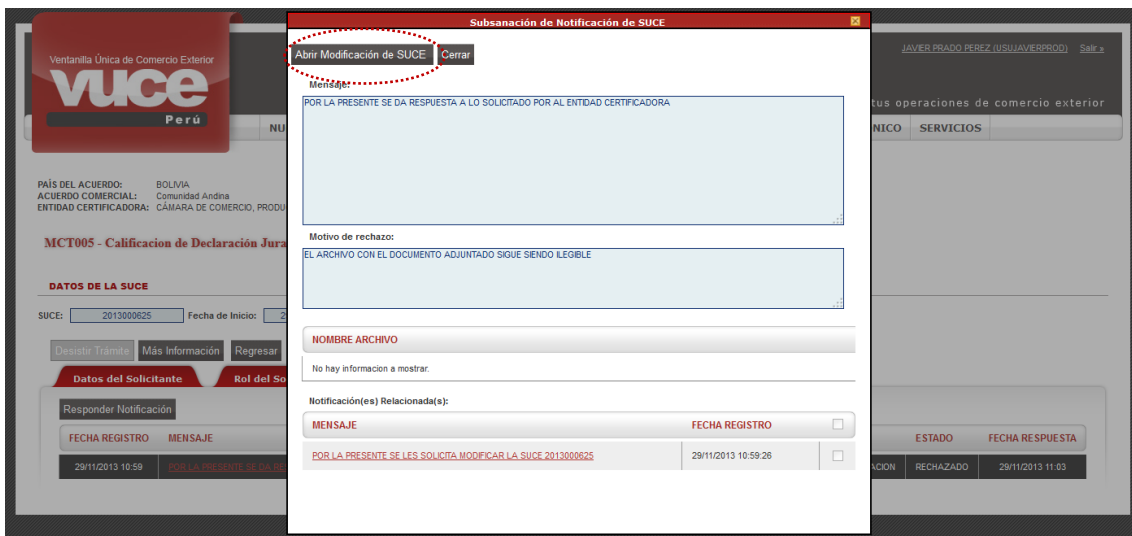 Subsanación de Notificación de SUCE
Abrir Modificación de SUCE
Cerrar
Mensaje:
POR LA PRESENTE SE DA RESPUESTA A LO SOLICITADO POR AL ENTIDAD CERTIFICADORA
Motivo de rechazo:
EL ARCHIVO CON EL DOCUMENTO ADJUNTADO SIGUE SIENDO ILEGIBLE
NOMBRE ARCHIVO
No hay informacion a mostrar.
Notificación(es) Relacionada(s):
MENSAJE FECHA REGISTRO
POR LA PRESENTE SE LES SOLICITA MODIFICAR LA SUCE 2013000625 29/11/2013 10:59:26
Ventanilla Única de Comercio Exterior
vuce
Perú
JAVIER PRADO PEREZ (USUJAVIERPROD) Salir »
tus operaciones de comercio exterior
NU
NICO SERVICIOS
PAÍS DEL ACUERDO: BOLIVIA
ACUERDO COMERCIAL: Comunidad Andina
ENTIDAD CERTIFICADORA: CÁMARA DE COMERCIO, PRODU
MCT005 - Calificacion de Declaración Jura
DATOS DE LA SUCE
SUCE: 2013000625 Fecha de Inicio: 2
Desistir Trámite Más Información Regresar
Datos del Solicitante Rol del So
Responder Notificación
FECHA REGISTRO MENSAJE ESTADO FECHA RESPUESTA
29/11/2013 10:59 POR LA PRESENTE SE DA RE ACION RECHAZADO 29/11/2013 11:03